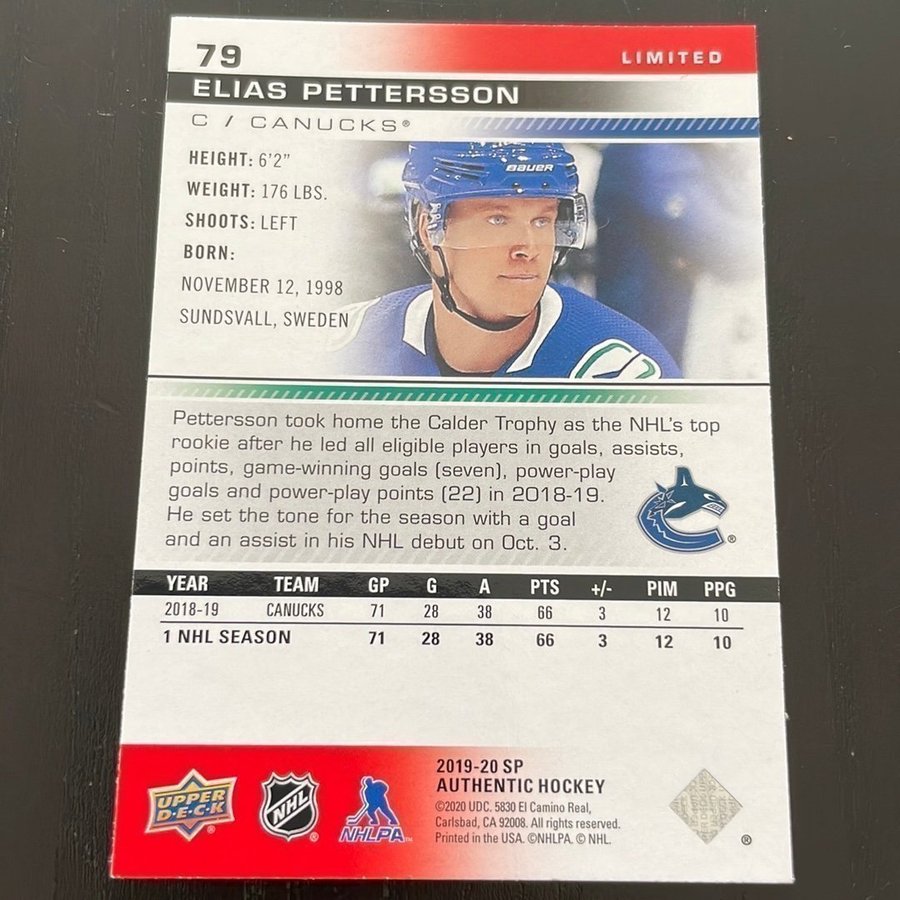 79
LIMITED
ELIAS PETTERSSON
C / CANUCKS®
HEIGHT: 6'2"
WEIGHT: 176 LBS.
SHOOTS: LEFT
BORN:
NOVEMBER 12, 1998
SUNDSVALL, SWEDEN
BAUER
Pettersson took home the Calder Trophy as the NHL's top
rookie after he led all eligible players in goals, assists,
points, game-winning goals (seven), power-play
goals and power-play points (22) in 2018-19.
He set the tone for the season with a goal
and an assist in his NHL debut on Oct. 3.
®
YEAR TEAM GP G A PTS +/- PIM PPG
2018-19 CANUCKS 71 28 38 66 3 12 10
1 NHL SEASON 71 28 38 66 3 12 10
UPPER
D·E·C·K
NHL
®
NHLPA
™
2019-20 SP
AUTHENTIC HOCKEY
©2020 UDC. 5830 El Camino Real,
Carlsbad, CA 92008. All rights reserved.
Printed in the USA. ©NHLPA. © NHL.
®